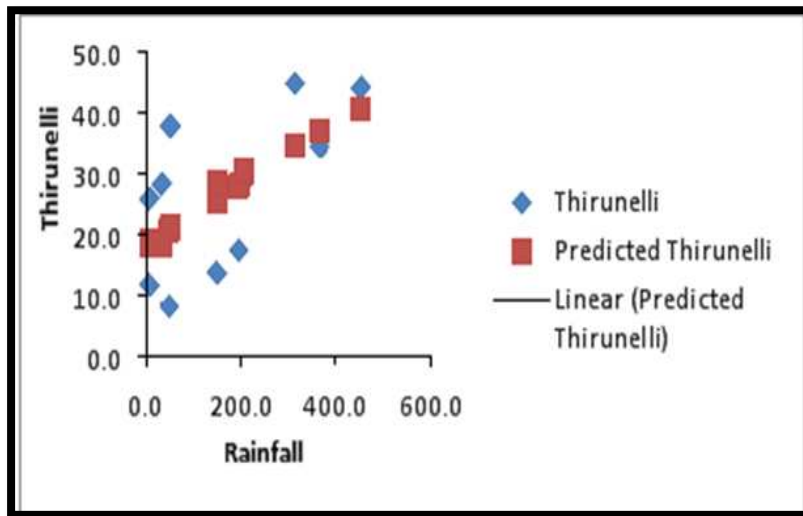 50.0
40.0
30.0
20.0
10.0
0.0
Thirunelli
0.0 200.0 400.0 600.0
Rainfall
Thirunelli
Predicted Thirunelli
Linear (Predicted
Thirunelli)